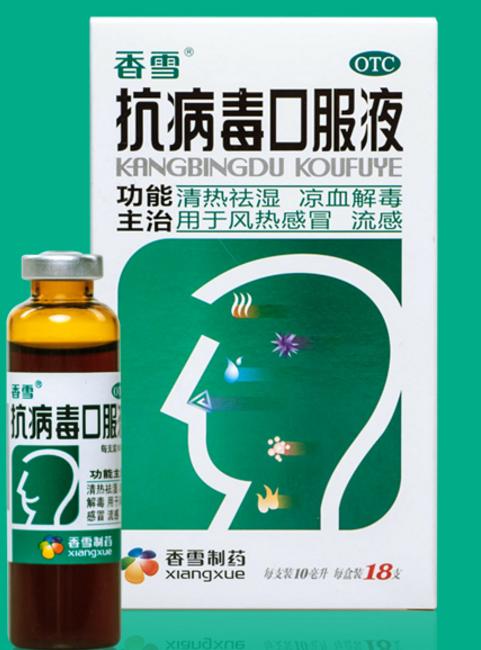 香雪®
OTC
抗病毒口服液
KANGBINGDU KOUFUYE
功能 清热祛湿 凉血解毒
主治 用于风热感冒 流感
香雪制药
xiangxue
每支装10毫升 每盒装18支
香雪®
抗病毒口服液
功能主
清热祛湿
解毒 用于
感冒 流感
香雪制药
xiangxue